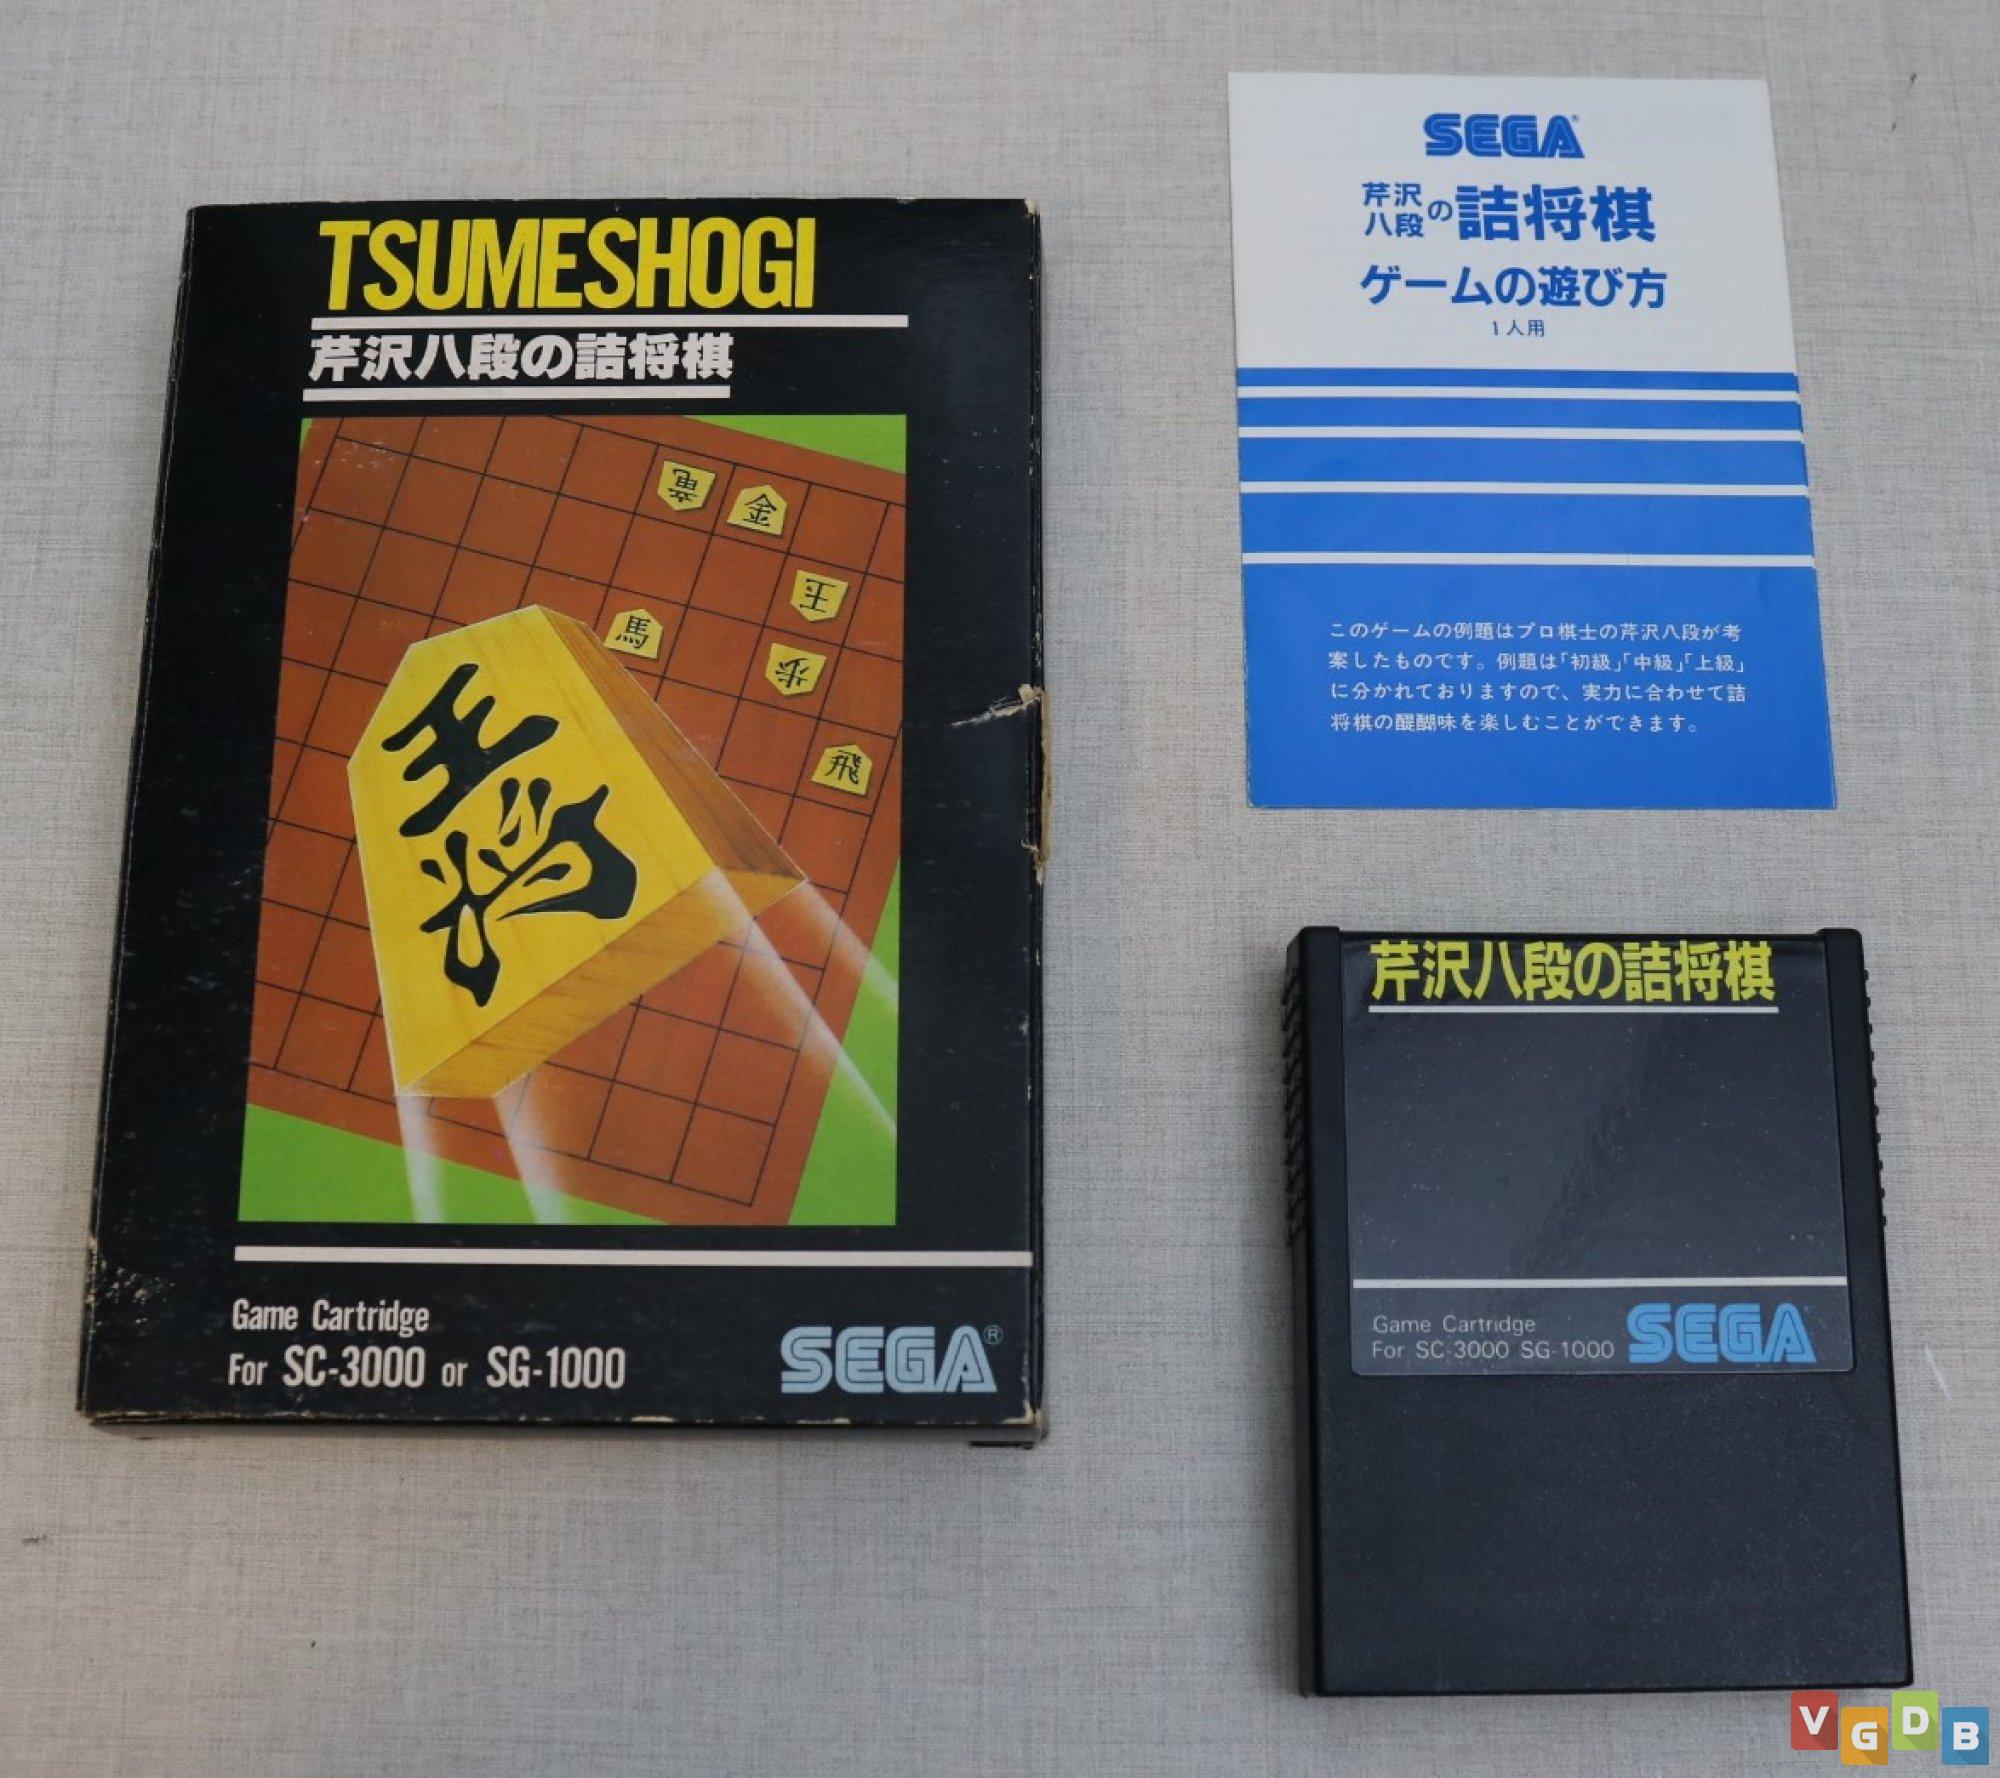 TSUMESHOGI
芹沢八段の詰将棋
竜
金
王
馬
歩
飛
王将
Game Cartridge
For SC-3000 or SG-1000
SEGA®
SEGA
芹沢八段の詰将棋
ゲームの遊び方
1人用
このゲームの例題はプロ棋士の芹沢八段が考
案したものです。例題は「初級」「中級」「上級」
に分かれておりますので、実力に合わせて詰
将棋の醍醐味を楽しむことができます。
芹沢八段の詰将棋
Game Cartridge
For SC-3000 SG-1000
SEGA
VGDB